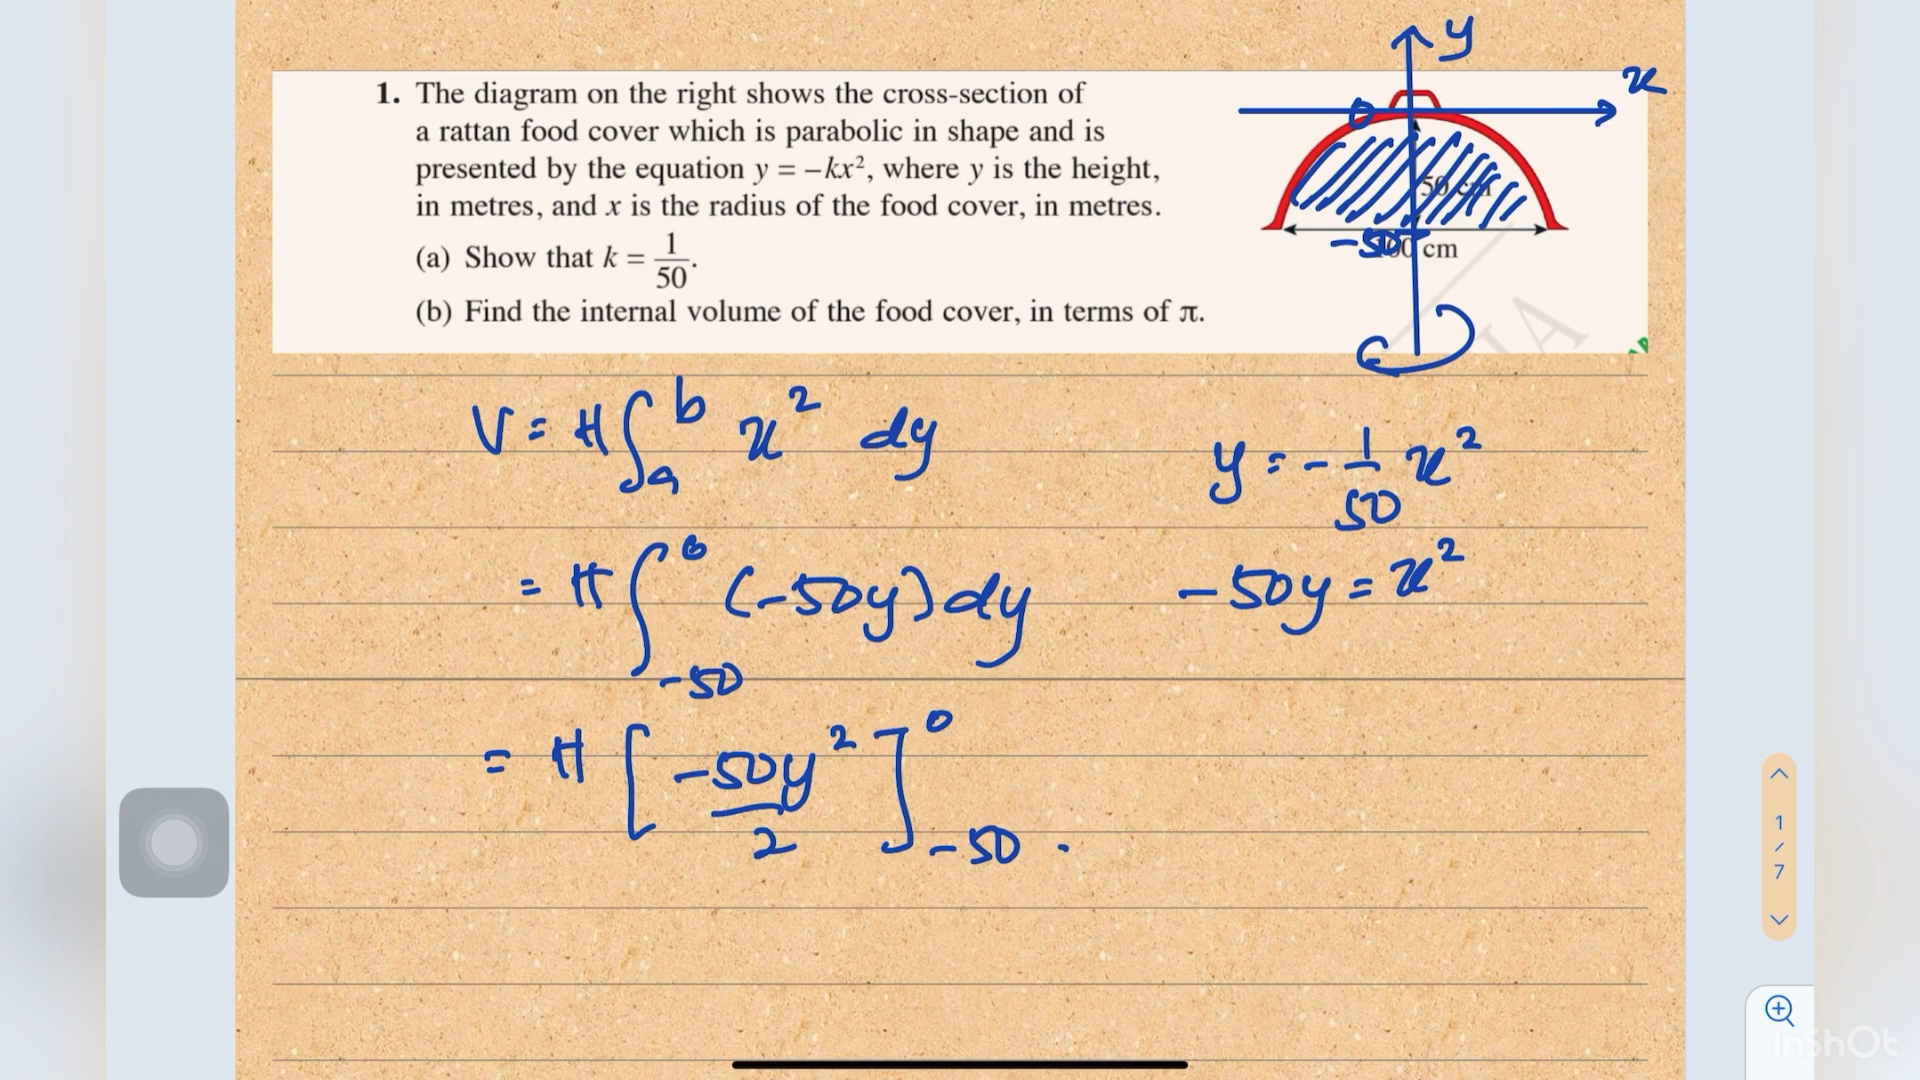 1. The diagram on the right shows the cross-section of
a rattan food cover which is parabolic in shape and is
presented by the equation y = –kx², where y is the height,
in metres, and x is the radius of the food cover, in metres.
(a) Show that k = 1/50.
(b) Find the internal volume of the food cover, in terms of π.
y
x
0
50 cm
-50
100 cm
V = π∫ₐᵇ x² dy
y = -1/50 x²
= π∫₋₅₀⁰ (-50y) dy
-50y = x²
= π[-50y²/2]₋₅₀⁰.
1
/
7
InShOt